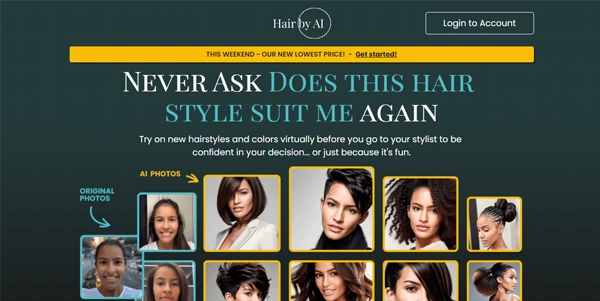 Hair by AI
Login to Account
THIS WEEKEND - OUR NEW LOWEST PRICE! - Get started!
Never Ask Does this hair
style suit me again
Try on new hairstyles and colors virtually before you go to your stylist to be
confident in your decision... or just because it's fun.
AI PHOTOS
ORIGINAL
PHOTOS